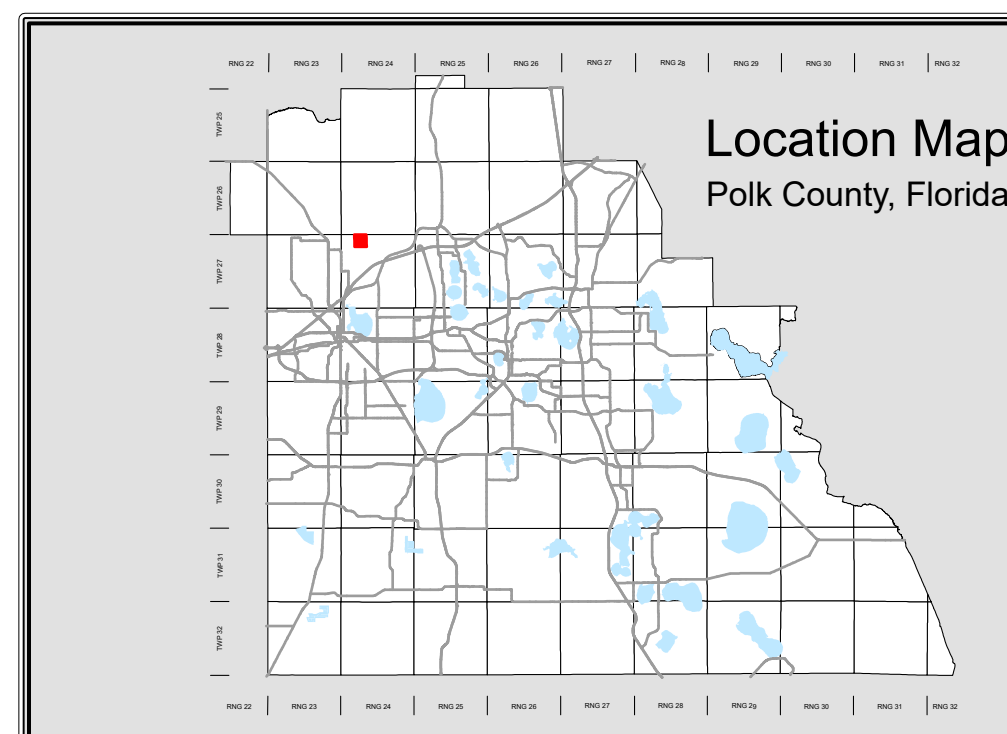 RNG 22 RNG 23 RNG 24 RNG 25 RNG 26 RNG 27 RNG 28 RNG 29 RNG 30 RNG 31 RNG 32
TWP 25
Location Map
Polk County, Florida
TWP 26
TWP 27
TWP 28
TWP 29
TWP 30
TWP 31
TWP 32
RNG 22 RNG 23 RNG 24 RNG 25 RNG 26 RNG 27 RNG 28 RNG 29 RNG 30 RNG 31 RNG 32